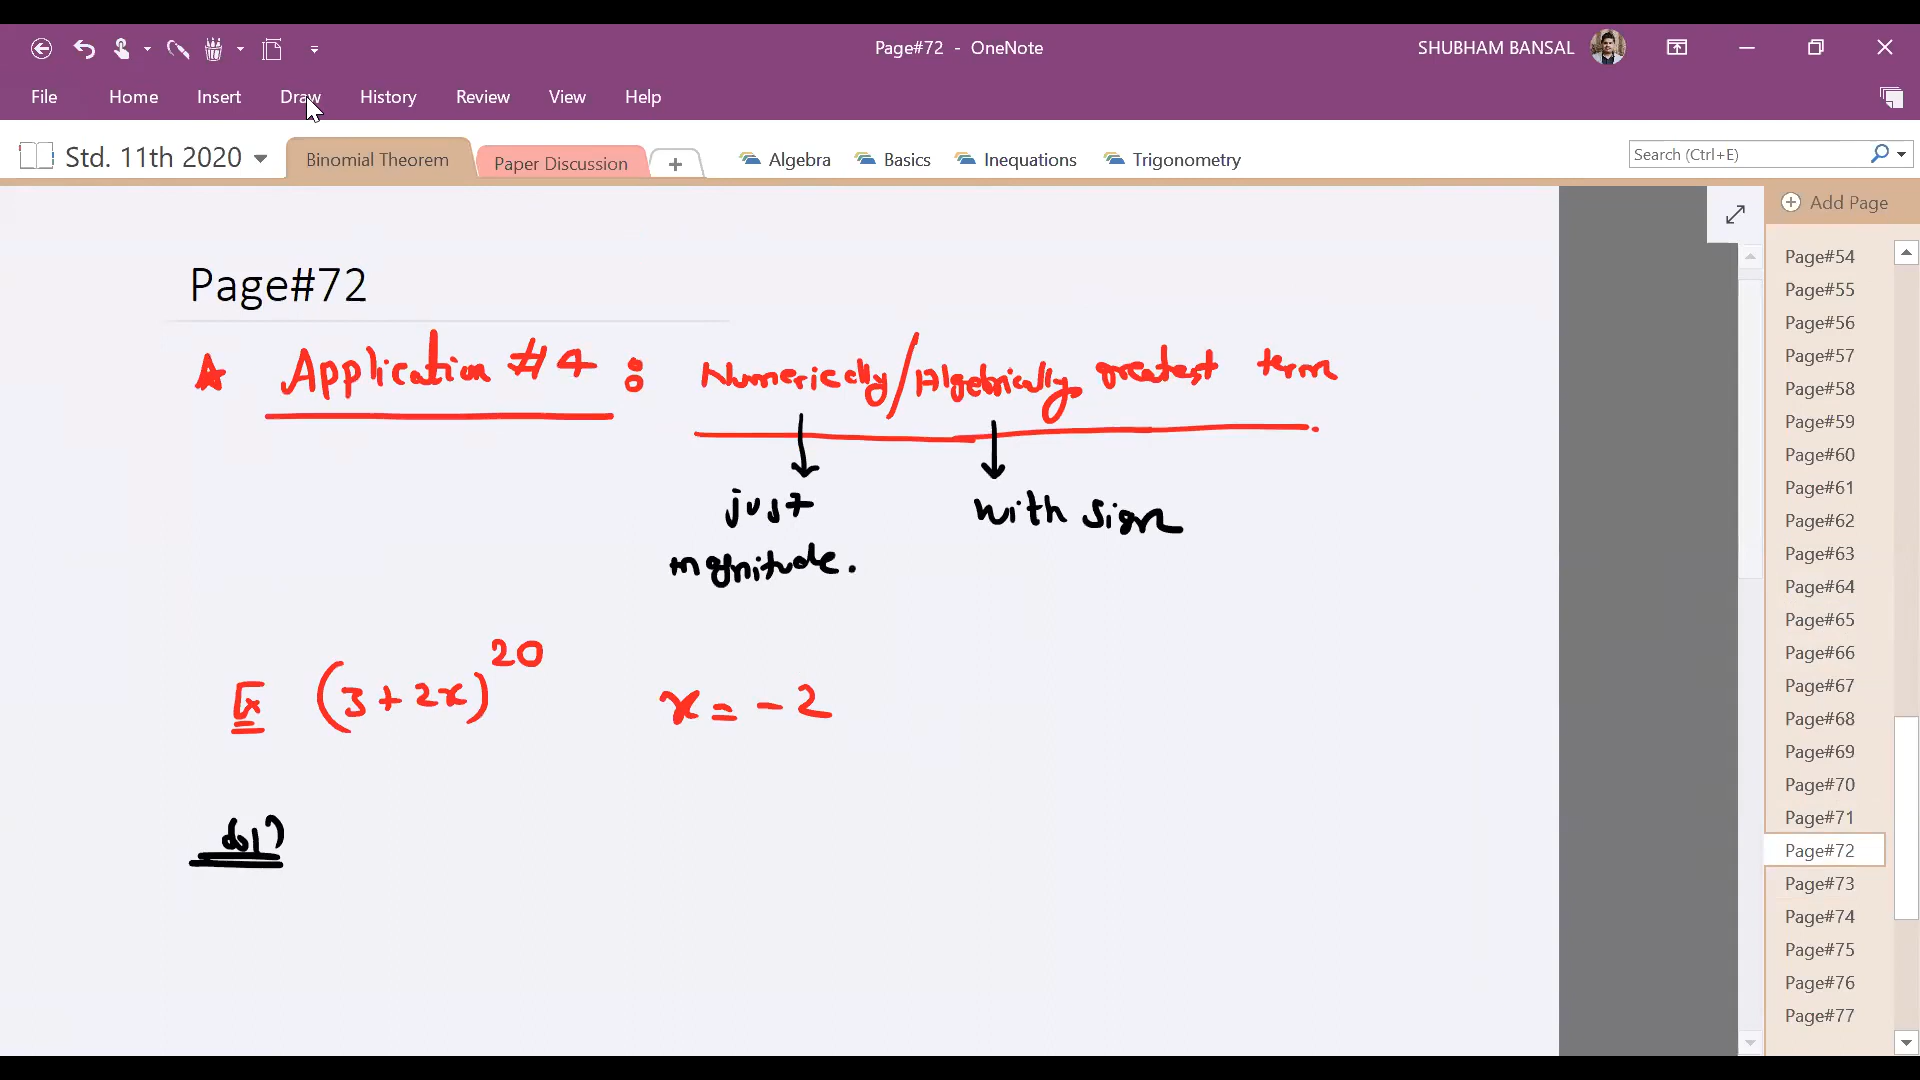 Page#72 - OneNote
SHUBHAM BANSAL
File Home Insert Draw History Review View Help
Std. 11th 2020
Binomial Theorem
Paper Discussion
Algebra
Basics
Inequations
Trigonometry
Search (Ctrl+E)
Add Page
Page#72
Application #4 : Numerically/Algebrically greatest term
just
magnitude.
with sign
Ex (3+2x)^20 x = -2
Sol?
Page#54
Page#55
Page#56
Page#57
Page#58
Page#59
Page#60
Page#61
Page#62
Page#63
Page#64
Page#65
Page#66
Page#67
Page#68
Page#69
Page#70
Page#71
Page#72
Page#73
Page#74
Page#75
Page#76
Page#77